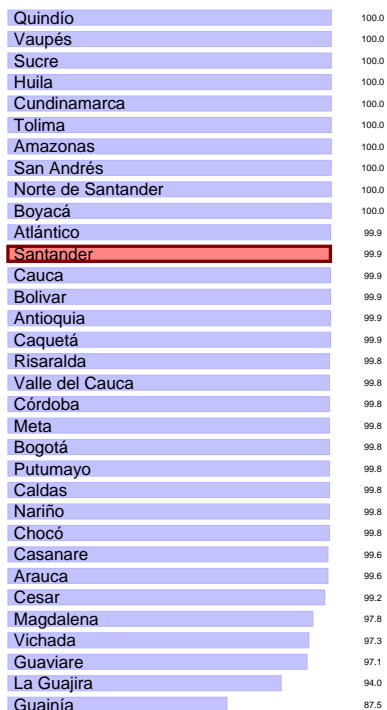 Quindío 100.0
Vaupés 100.0
Sucre 100.0
Huila 100.0
Cundinamarca 100.0
Tolima 100.0
Amazonas 100.0
San Andrés 100.0
Norte de Santander 100.0
Boyacá 100.0
Atlántico 99.9
Santander 99.9
Cauca 99.9
Bolivar 99.9
Antioquia 99.9
Caquetá 99.9
Risaralda 99.8
Valle del Cauca 99.8
Córdoba 99.8
Meta 99.8
Bogotá 99.8
Putumayo 99.8
Caldas 99.8
Nariño 99.8
Chocó 99.8
Casanare 99.6
Arauca 99.6
Cesar 99.2
Magdalena 97.8
Vichada 97.3
Guaviare 97.1
La Guajira 94.0
Guainía 87.5